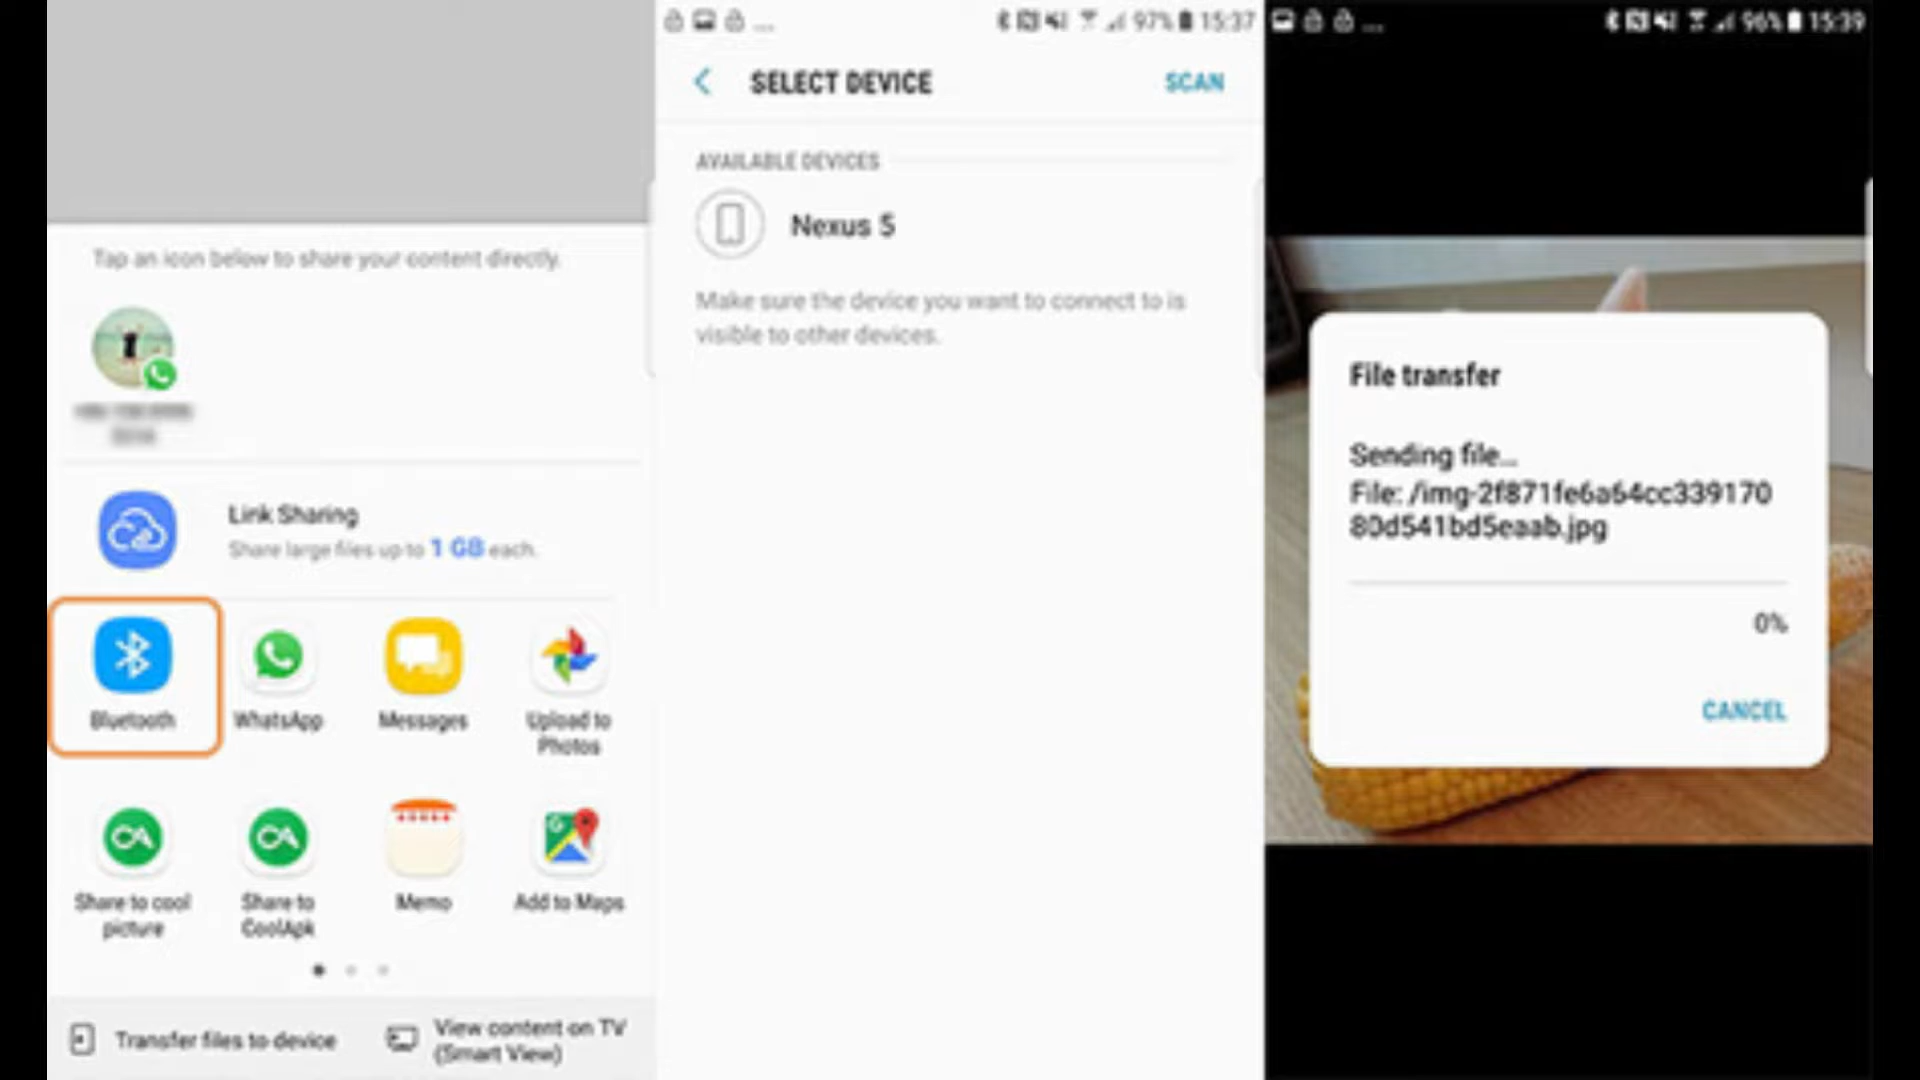 Tap an icon below to share your content directly.
Link Sharing
Share large files up to 1 GB each.
Bluetooth
WhatsApp
Messages
Upload to
Photos
Share to cool
picture
Share to
CoolApk
Memo
Add to Maps
Transfer files to device
View content on TV
(Smart View)
... 97% 15:37
SELECT DEVICE
SCAN
AVAILABLE DEVICES
Nexus 5
Make sure the device you want to connect to is
visible to other devices.
... 96% 15:39
File transfer
Sending file...
File: /img-2f871fe6a64cc339170
80d541bd5eaab.jpg
0%
CANCEL